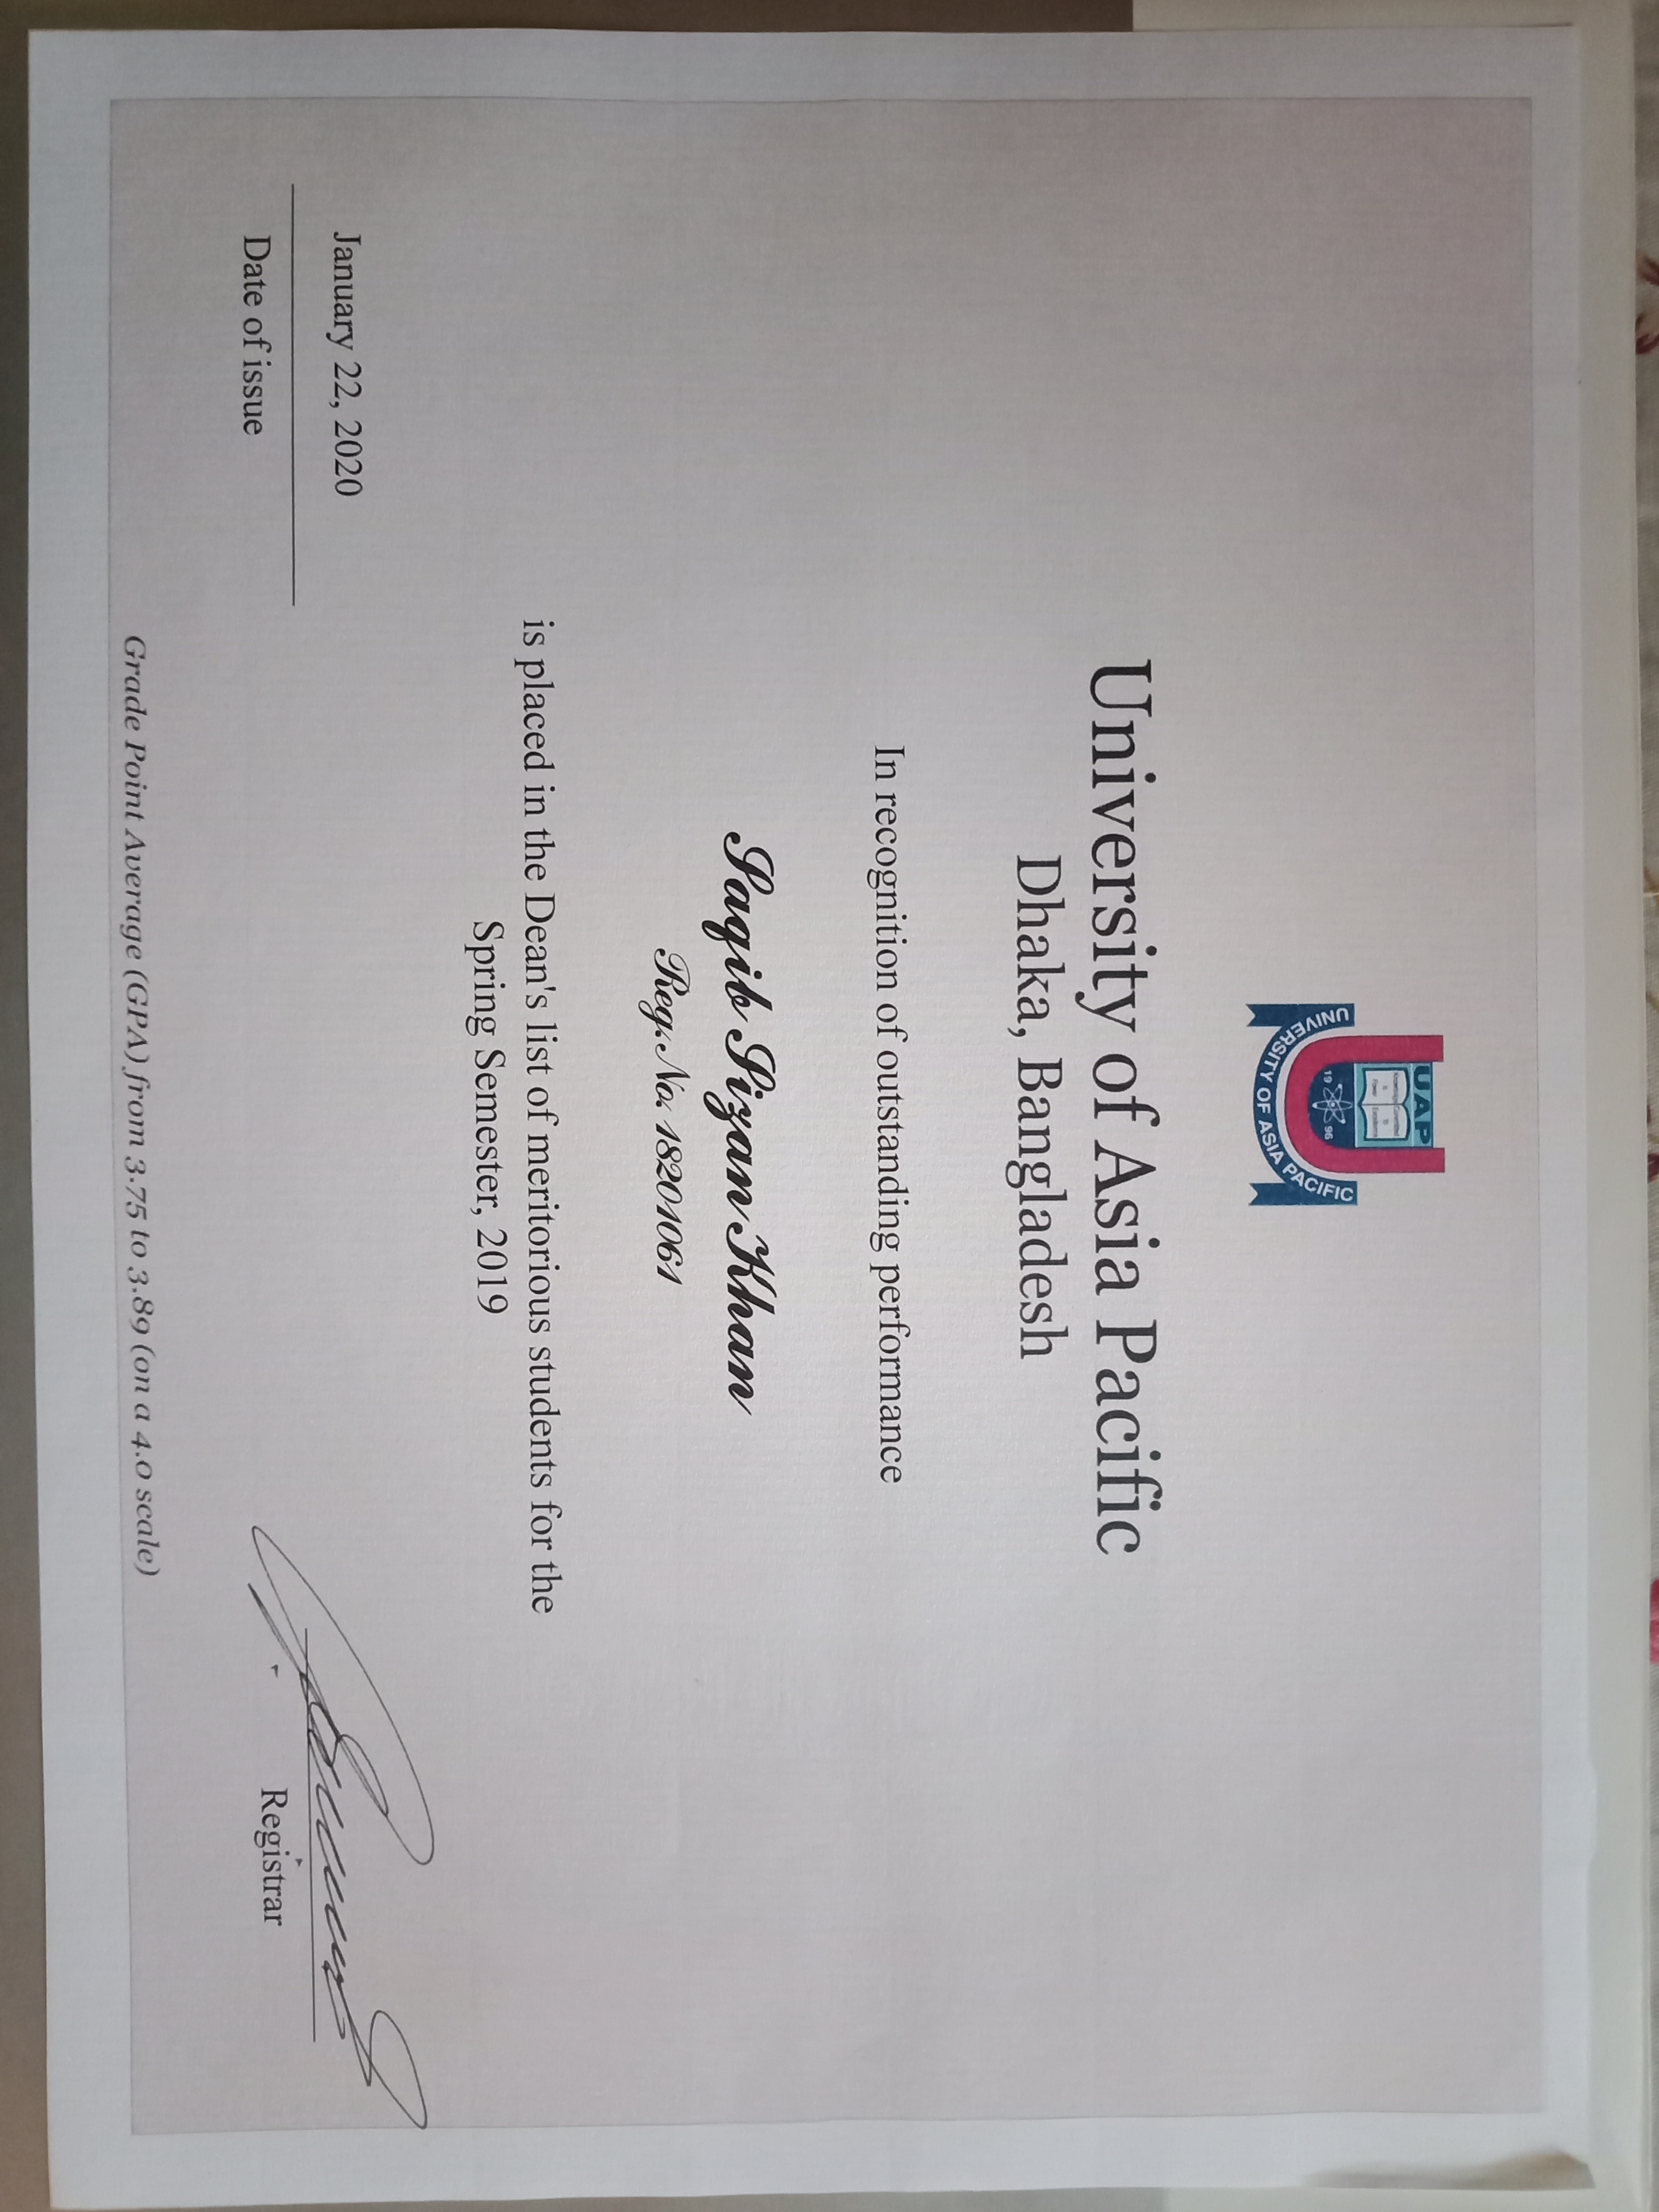 UAP
Knowledge is Power
Committed to Excellence
19 96
UNIVERSITY OF ASIA PACIFIC
University of Asia Pacific
Dhaka, Bangladesh
In recognition of outstanding performance
Saqib Sizan Khan
Reg. No. 18201061
is placed in the Dean's list of meritorious students for the
Spring Semester, 2019
January 22, 2020
Date of issue
Registrar
Grade Point Average (GPA) from 3.75 to 3.89 (on a 4.0 scale)